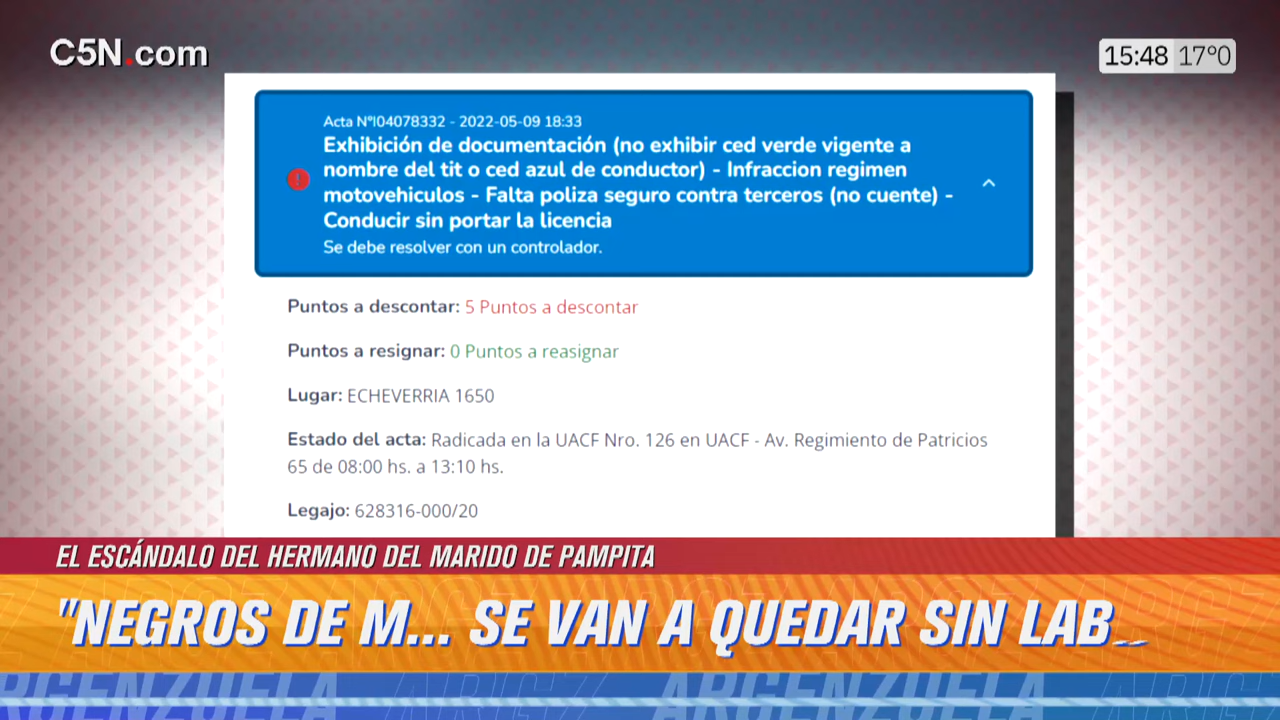 C5N.com
15:48 17°0
Acta N°I04078332 - 2022-05-09 18:33
Exhibición de documentación (no exhibir ced verde vigente a
nombre del tit o ced azul de conductor) - Infraccion regimen
motovehiculos - Falta poliza seguro contra terceros (no cuente) -
Conducir sin portar la licencia
Se debe resolver con un controlador.
Puntos a descontar: 5 Puntos a descontar
Puntos a resignar: 0 Puntos a reasignar
Lugar: ECHEVERRIA 1650
Estado del acta: Radicada en la UACF Nro. 126 en UACF - Av. Regimiento de Patricios
65 de 08:00 hs. a 13:10 hs.
Legajo: 628316-000/20
EL ESCÁNDALO DEL HERMANO DEL MARIDO DE PAMPITA
"NEGROS DE M... SE VAN A QUEDAR SIN LAB
ARGENZUELA ARGZ ARGENZUELA ARGZ